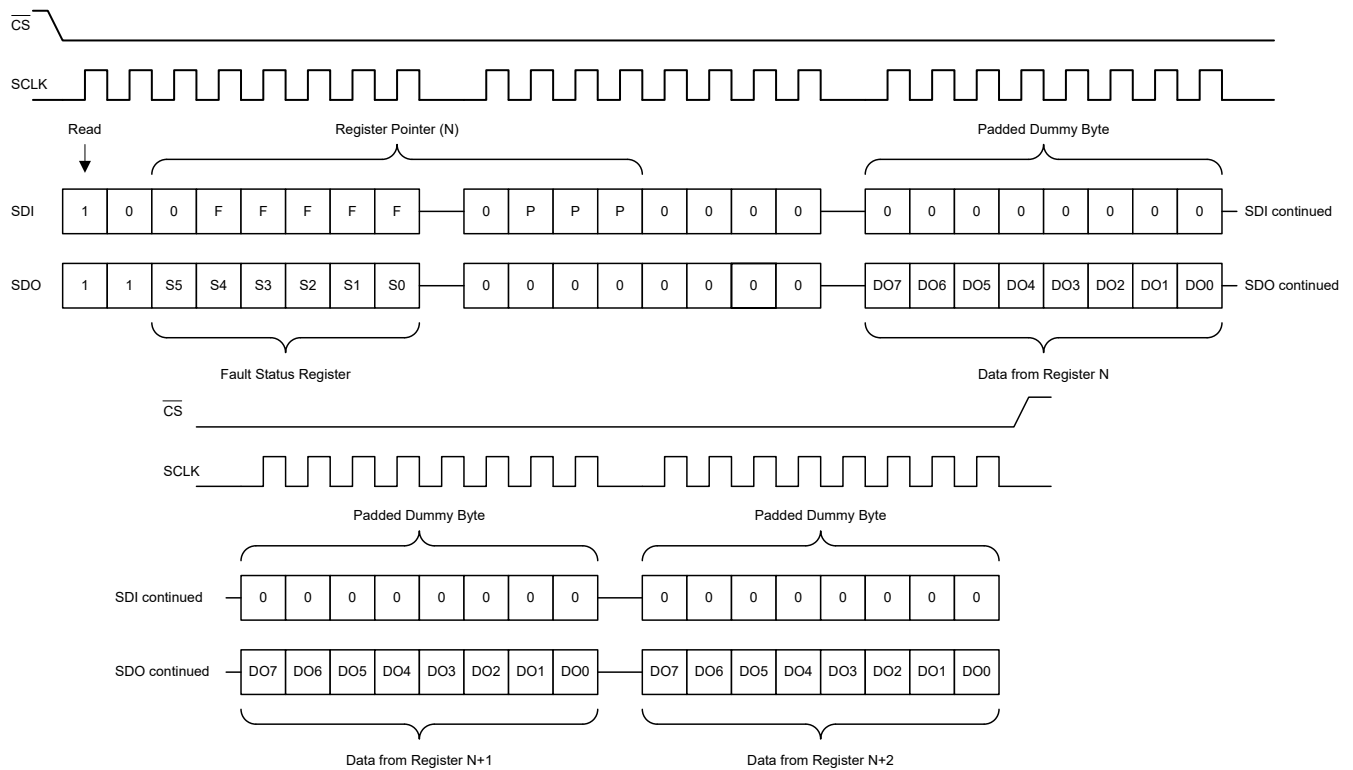 CS
SCLK
Read Register Pointer (N) Padded Dummy Byte
SDI 1 0 0 F F F F F 0 P P P 0 0 0 0 0 0 0 0 0 0 0 0 SDI continued
SDO 1 1 S5 S4 S3 S2 S1 S0 0 0 0 0 0 0 0 0 DO7 DO6 DO5 DO4 DO3 DO2 DO1 DO0 SDO continued
Fault Status Register Data from Register N
CS
SCLK
Padded Dummy Byte Padded Dummy Byte
SDI continued 0 0 0 0 0 0 0 0 0 0 0 0 0 0 0 0
SDO continued DO7 DO6 DO5 DO4 DO3 DO2 DO1 DO0 DO7 DO6 DO5 DO4 DO3 DO2 DO1 DO0
Data from Register N+1 Data from Register N+2